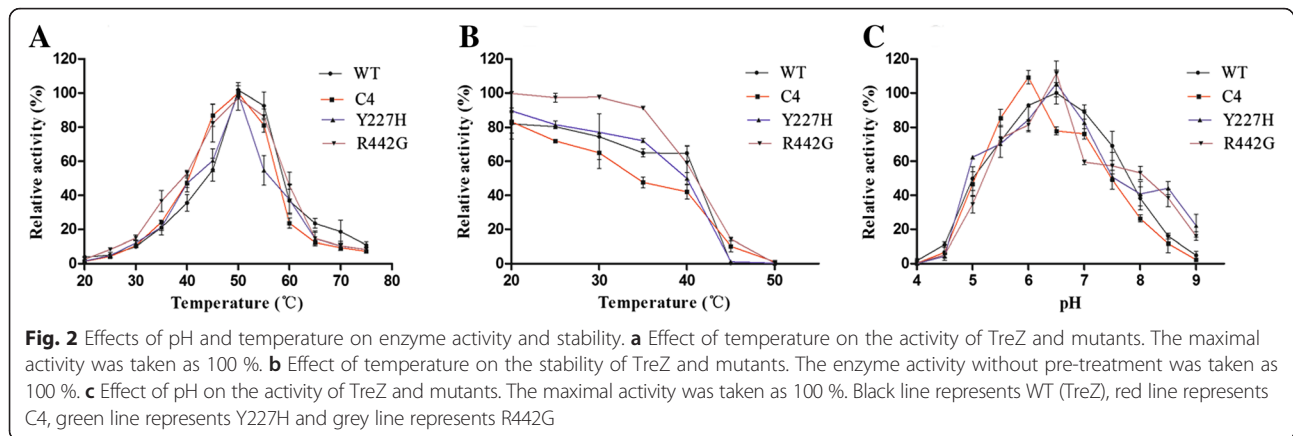 A
Relative activity (%)
120
100
80
60
40
20
0
20 30 40 50 60 70 80
Temperature (℃)
WT
C4
Y227H
R442G
B
Relative activity (%)
120
100
80
60
40
20
0
20 30 40 50
Temperature (℃)
WT
C4
Y227H
R442G
C
Relative activity (%)
120
100
80
60
40
20
0
4 5 6 7 8 9
pH
WT
C4
Y227H
R442G
Fig. 2 Effects of pH and temperature on enzyme activity and stability. a Effect of temperature on the activity of TreZ and mutants. The maximal
activity was taken as 100 %. b Effect of temperature on the stability of TreZ and mutants. The enzyme activity without pre-treatment was taken as
100 %. c Effect of pH on the activity of TreZ and mutants. The maximal activity was taken as 100 %. Black line represents WT (TreZ), red line represents
C4, green line represents Y227H and grey line represents R442G